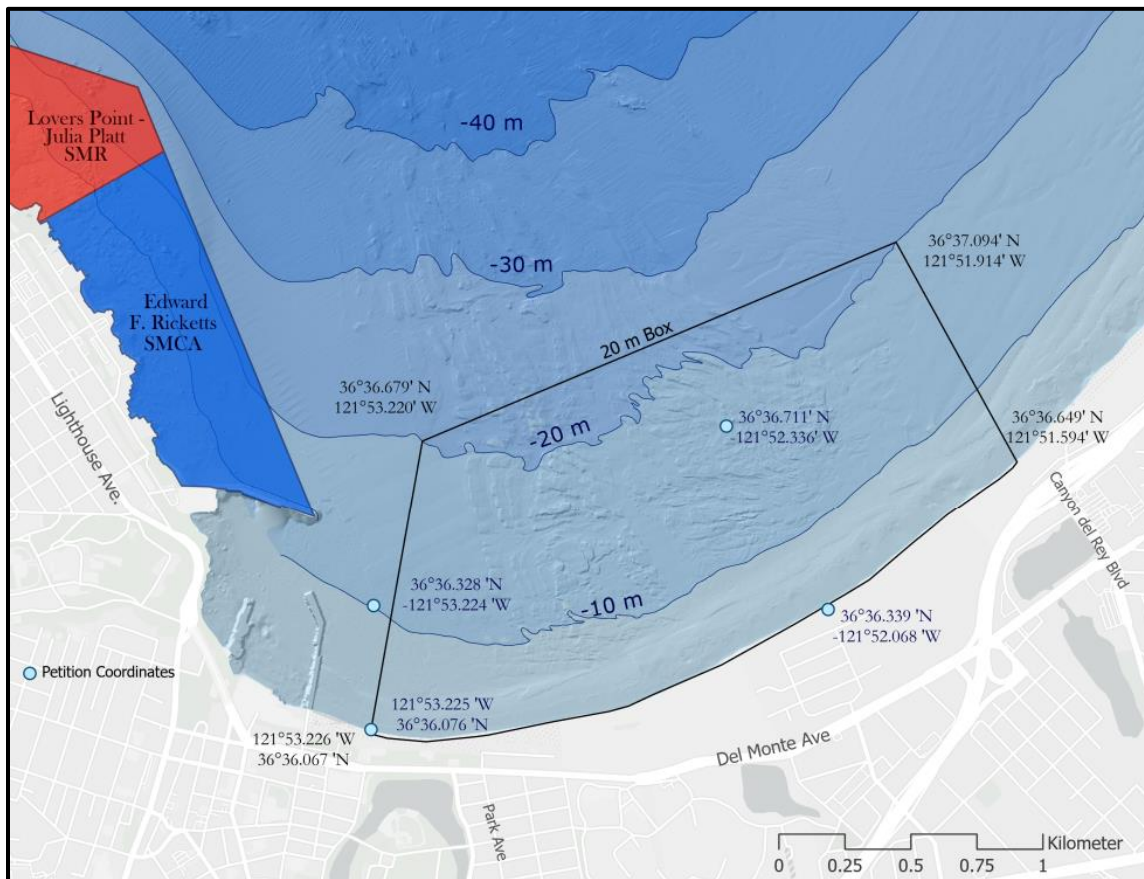 -40 m
Lovers Point -
Julia Platt
SMR
36°37.094' N
121°51.914' W
-30 m
Edward
F. Ricketts
SMCA
20 m Box
36°36.679' N
121°53.220' W
Lighthouse Ave.
-20 m
36°36.711' N
-121°52.336' W
36°36.649' N
121°51.594' W
Canyon del Rey Blvd
36°36.328 'N
-121°53.224 'W
-10 m
36°36.339 'N
-121°52.068 'W
Petition Coordinates
121°53.225 'W
36°36.076 'N
121°53.226 'W
36°36.067 'N
Del Monte Ave
Park Ave
Kilometer
0 0.25 0.5 0.75 1